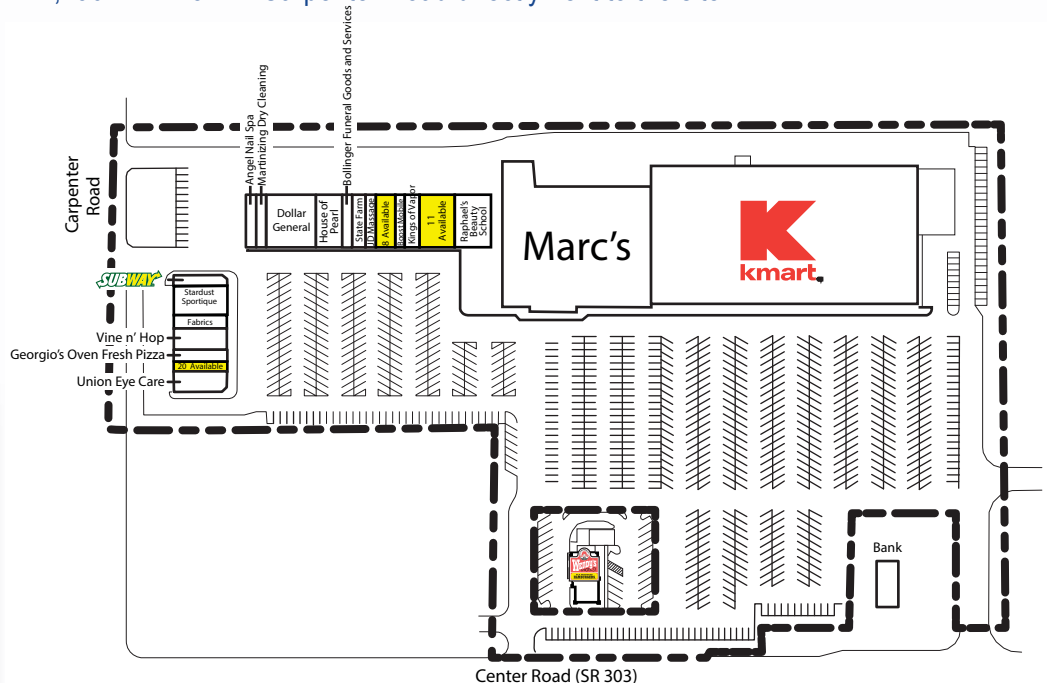 Bollinger Funeral Goods and Services
Martinizing Dry Cleaning
Angel Nail Spa
Carpenter
Road
Dollar
General
House of
Pearl
State Farm
JD Massage
8 Available
Boost Mobile
Kings of Vapor
11
Available
Raphael's
Beauty
School
Marc's
K
kmart
SUBWAY
Stardust
Sportique
Fabrics
Vine n' Hop
Georgio's Oven Fresh Pizza
20 Available
Union Eye Care
Wendy's
Bank
Center Road (SR 303)